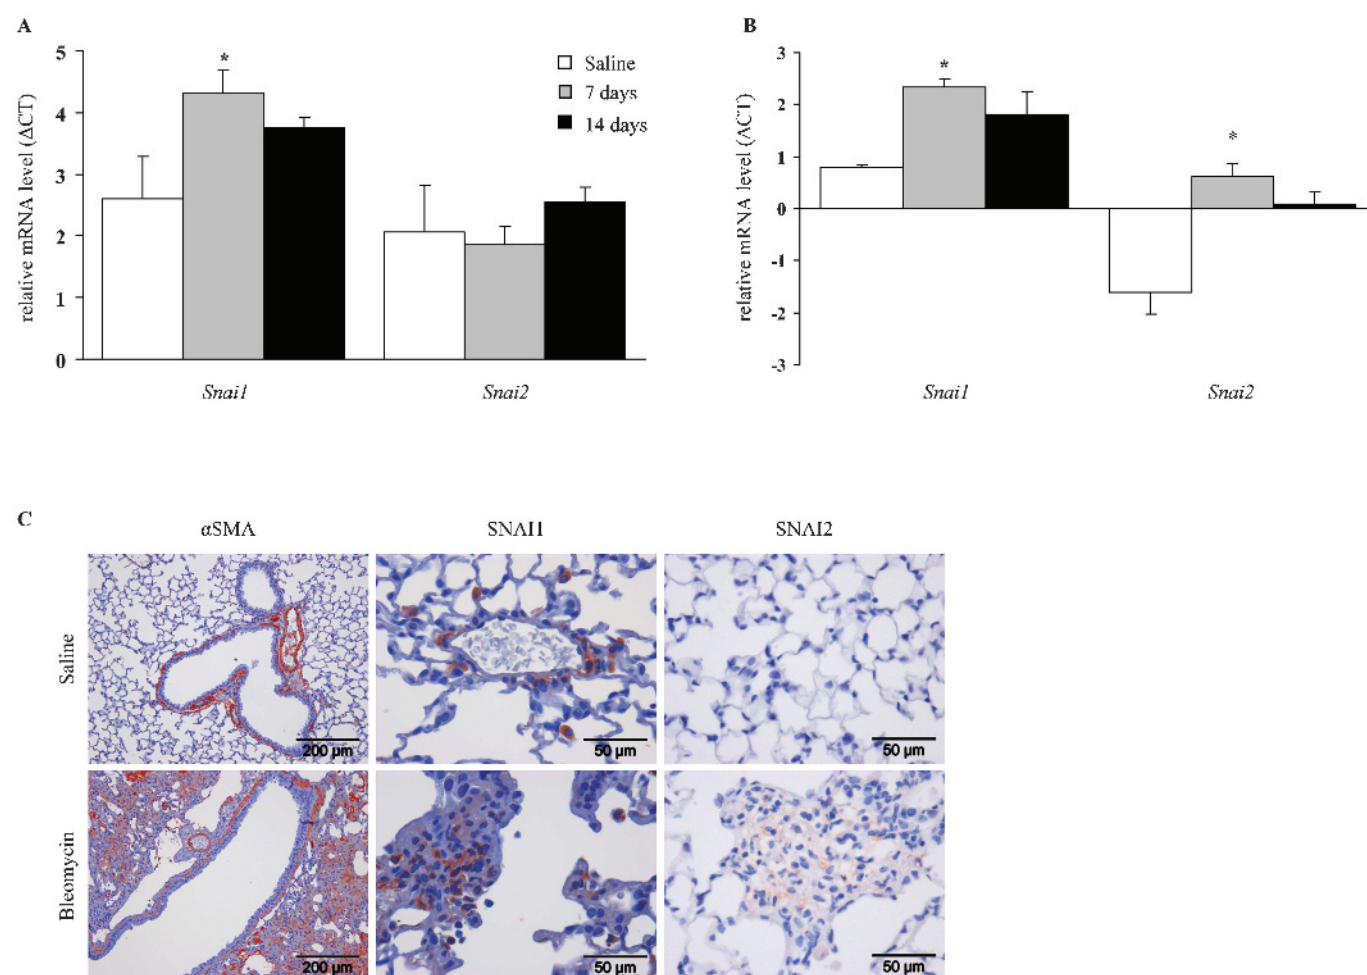 A
relative mRNA level (ΔCT)
5
4
3
2
1
0
*
Saline
7 days
14 days
Snai1
Snai2
B
relative mRNA level (ΔCT)
3
2
1
0
-1
-2
-3
*
*
Snai1
Snai2
C
αSMA
SNAI1
SNAI2
Saline
200 µm
50 µm
50 µm
Bleomycin
200 µm
50 µm
50 µm